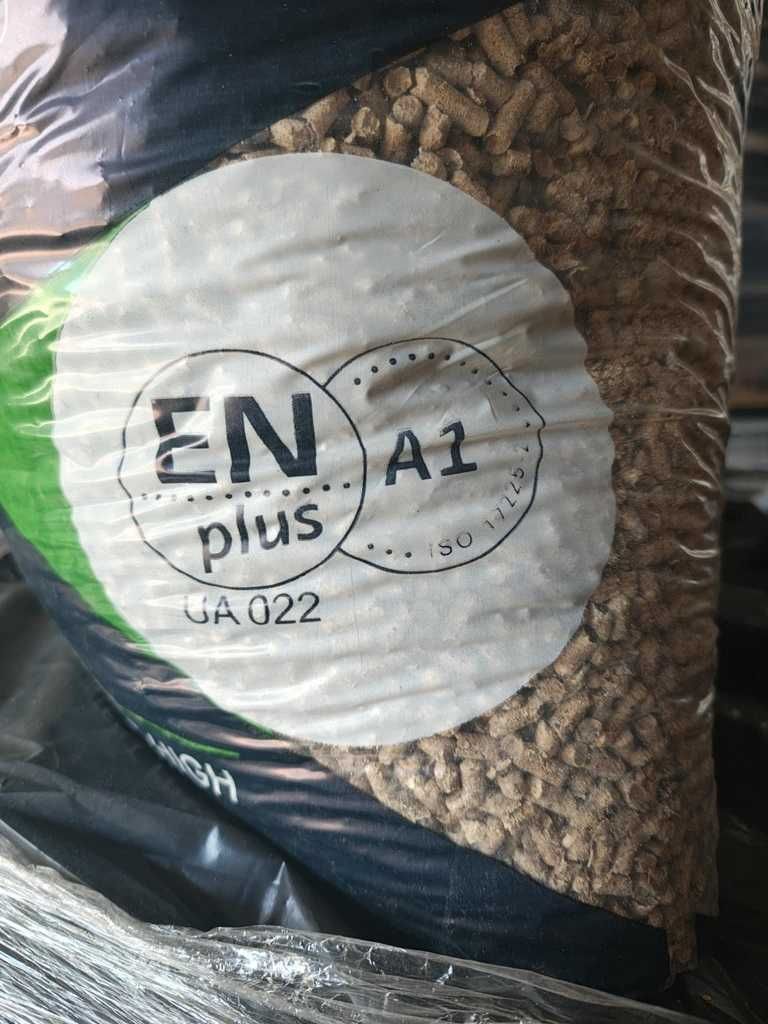 EN
plus
A1
ISO 17225-2
UA 022
HIGH